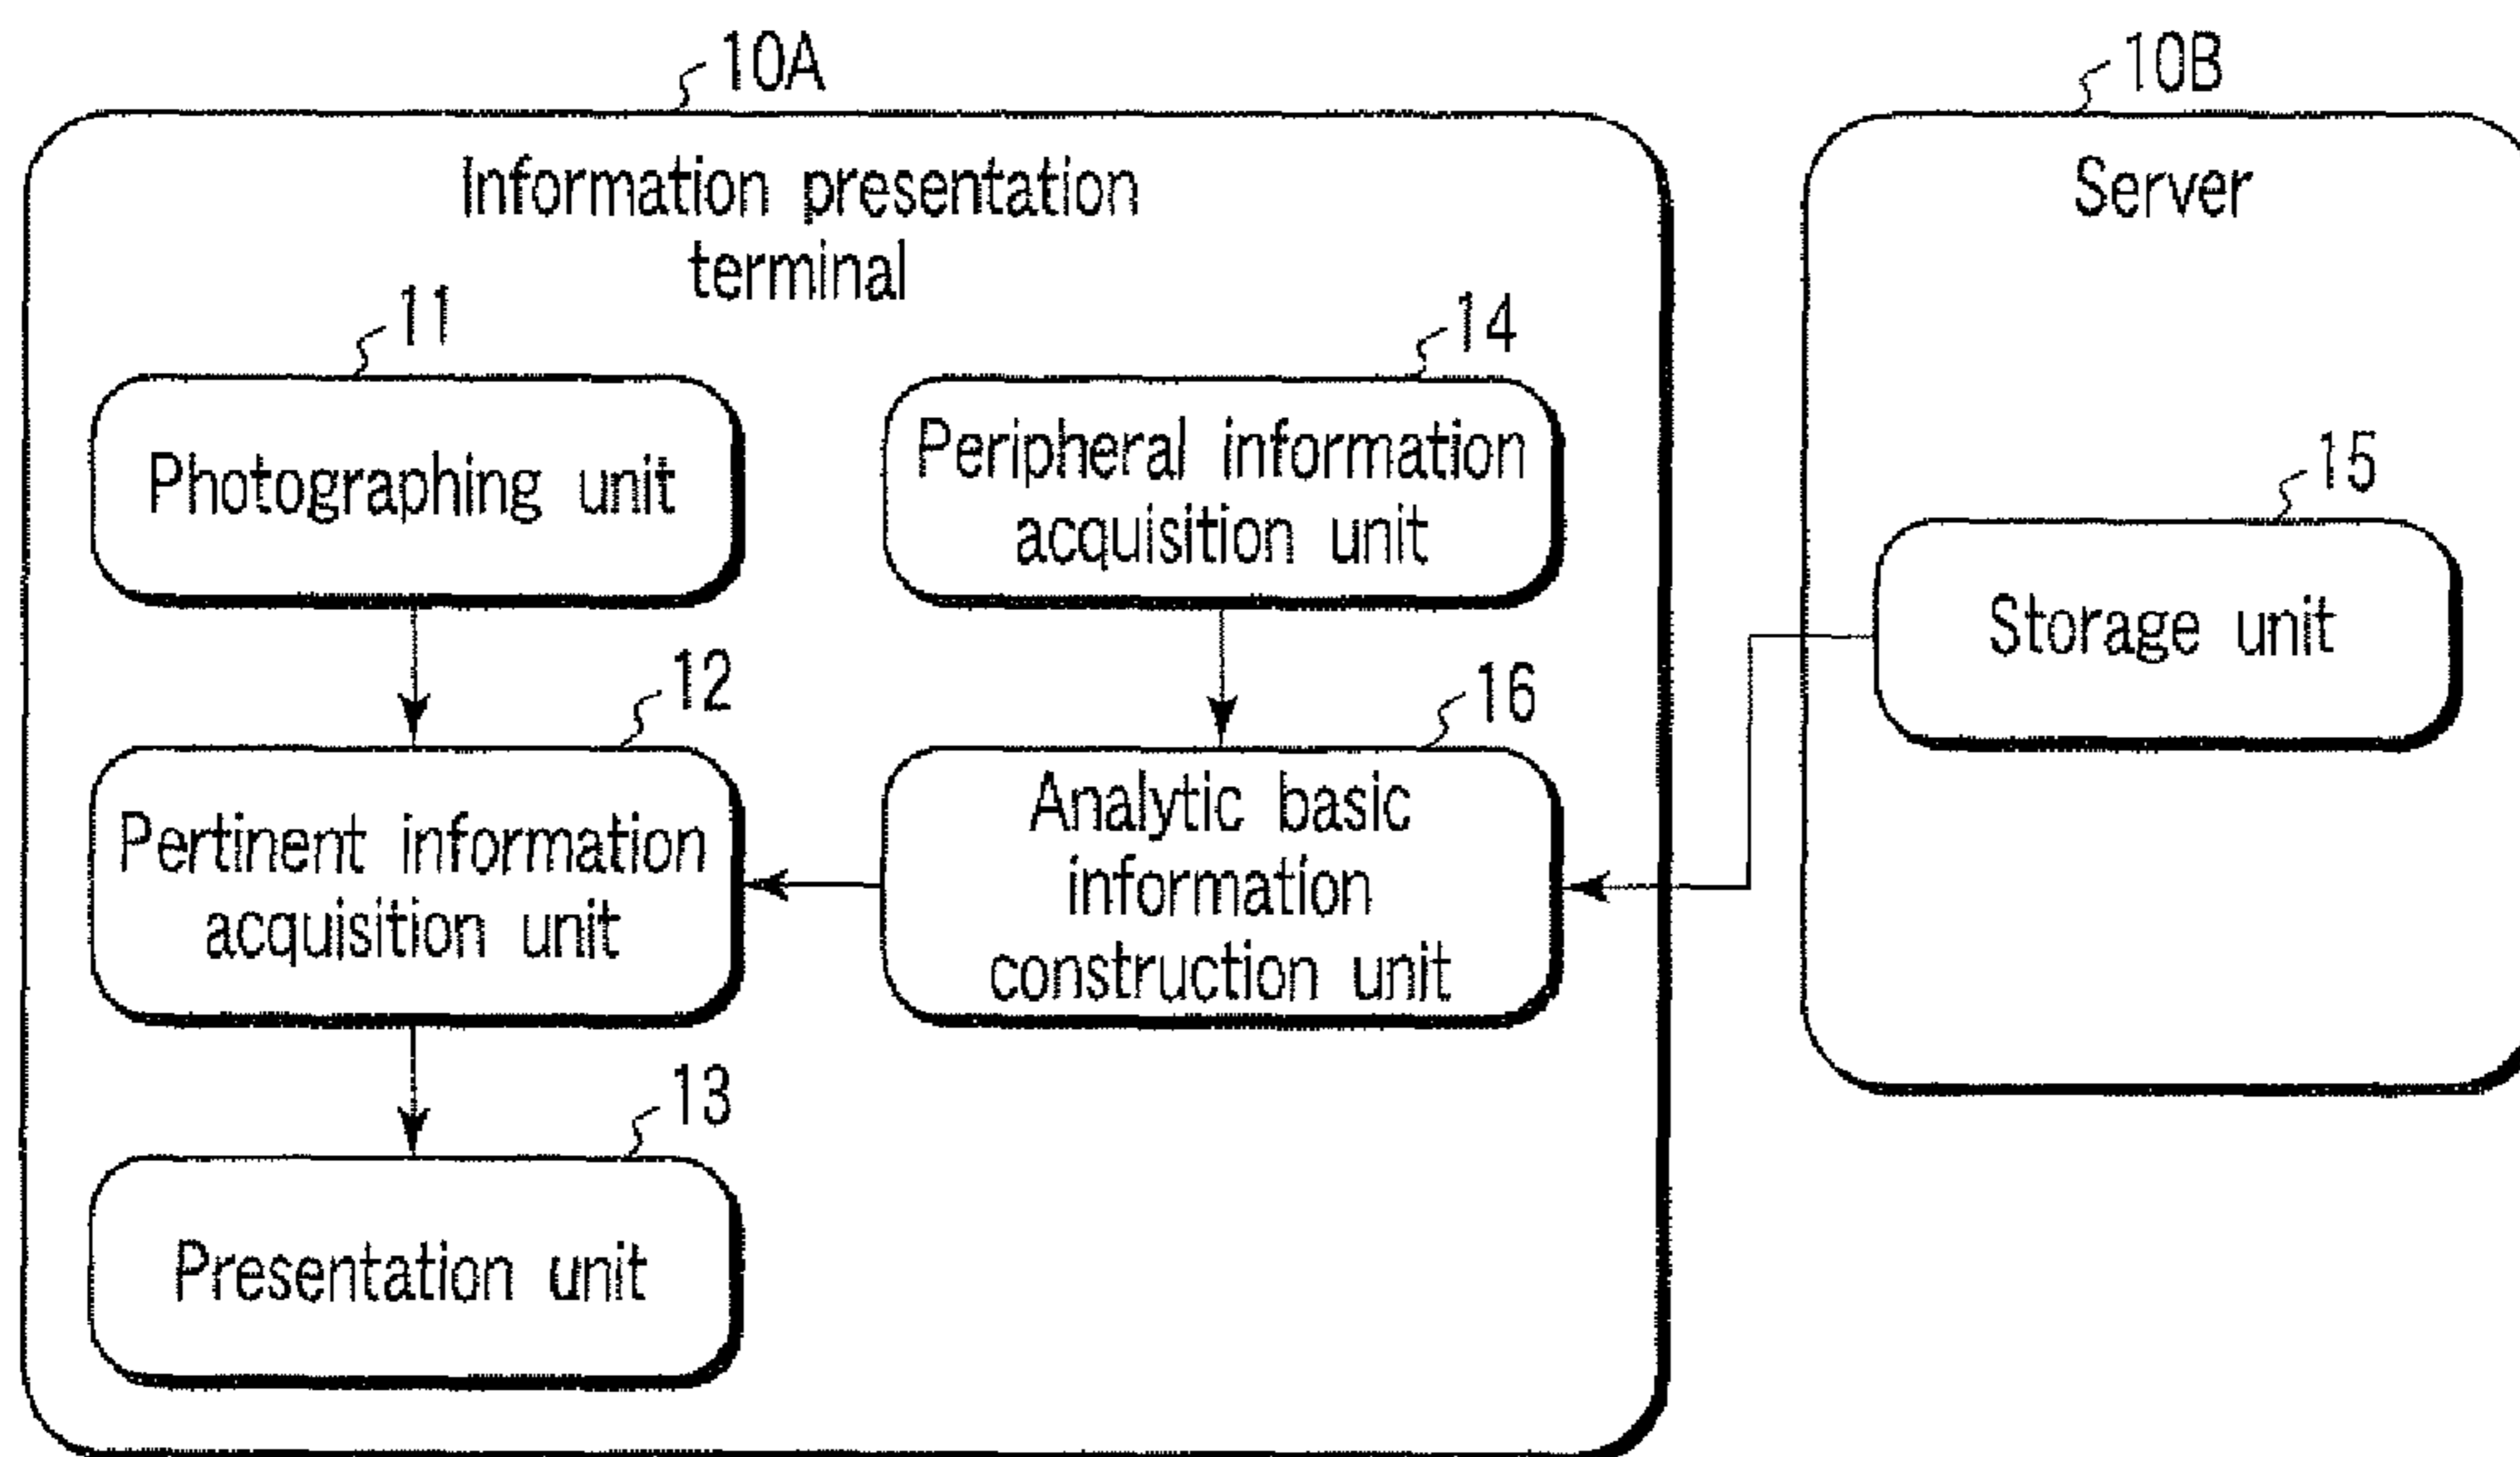 10A
10B
Information presentation
terminal
Server
11
14
Photographing unit
Peripheral information
acquisition unit
15
Storage unit
12
16
Pertinent information
acquisition unit
Analytic basic
information
construction unit
13
Presentation unit